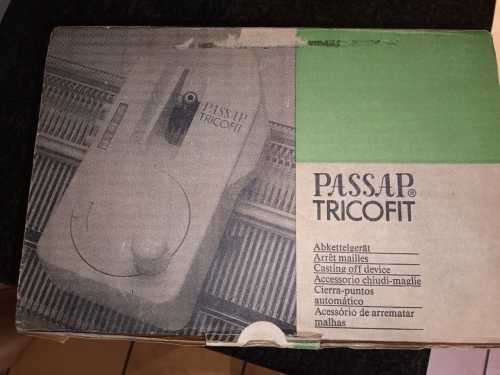 PASSAP
TRICOFIT
PASSAP®
TRICOFIT
Abkettelgerät
Arrêt mailles
Casting off device
Accessorio chiudi-maglie
Cierra-puntos
automático
Acessório de arrematar
malhas